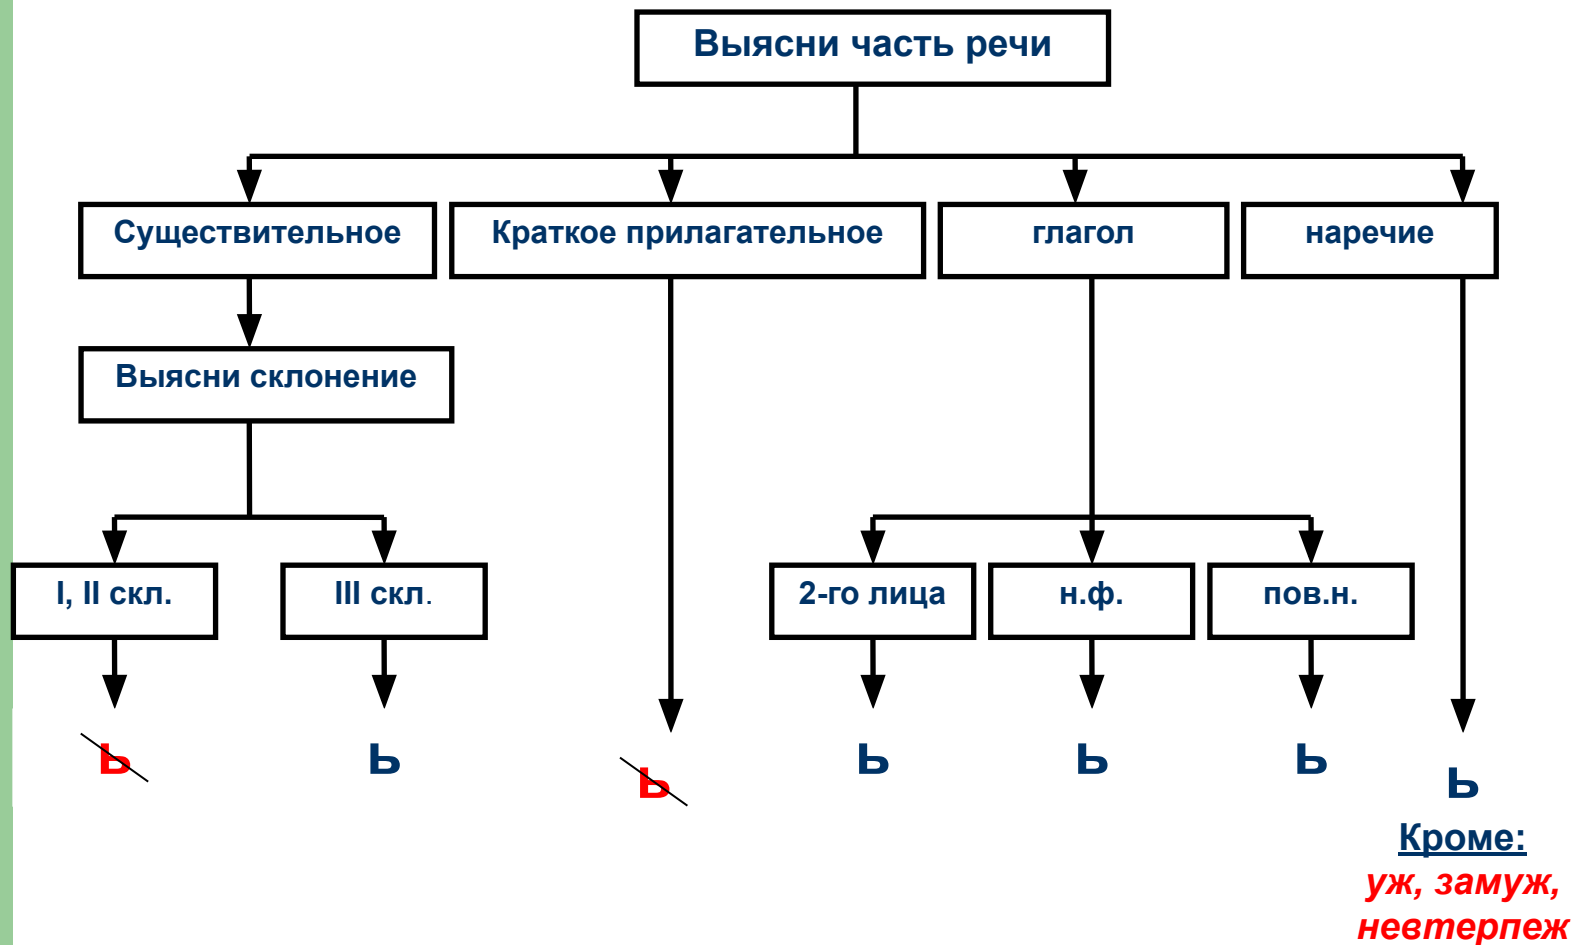 Выясни часть речи
Существительное
Краткое прилагательное
глагол
наречие
Выясни склонение
I, II скл.
III скл.
2-го лица
н.ф.
пов.н.
ь
ь
ь
ь
ь
ь
ь
Кроме:
уж, замуж,
невтерпеж